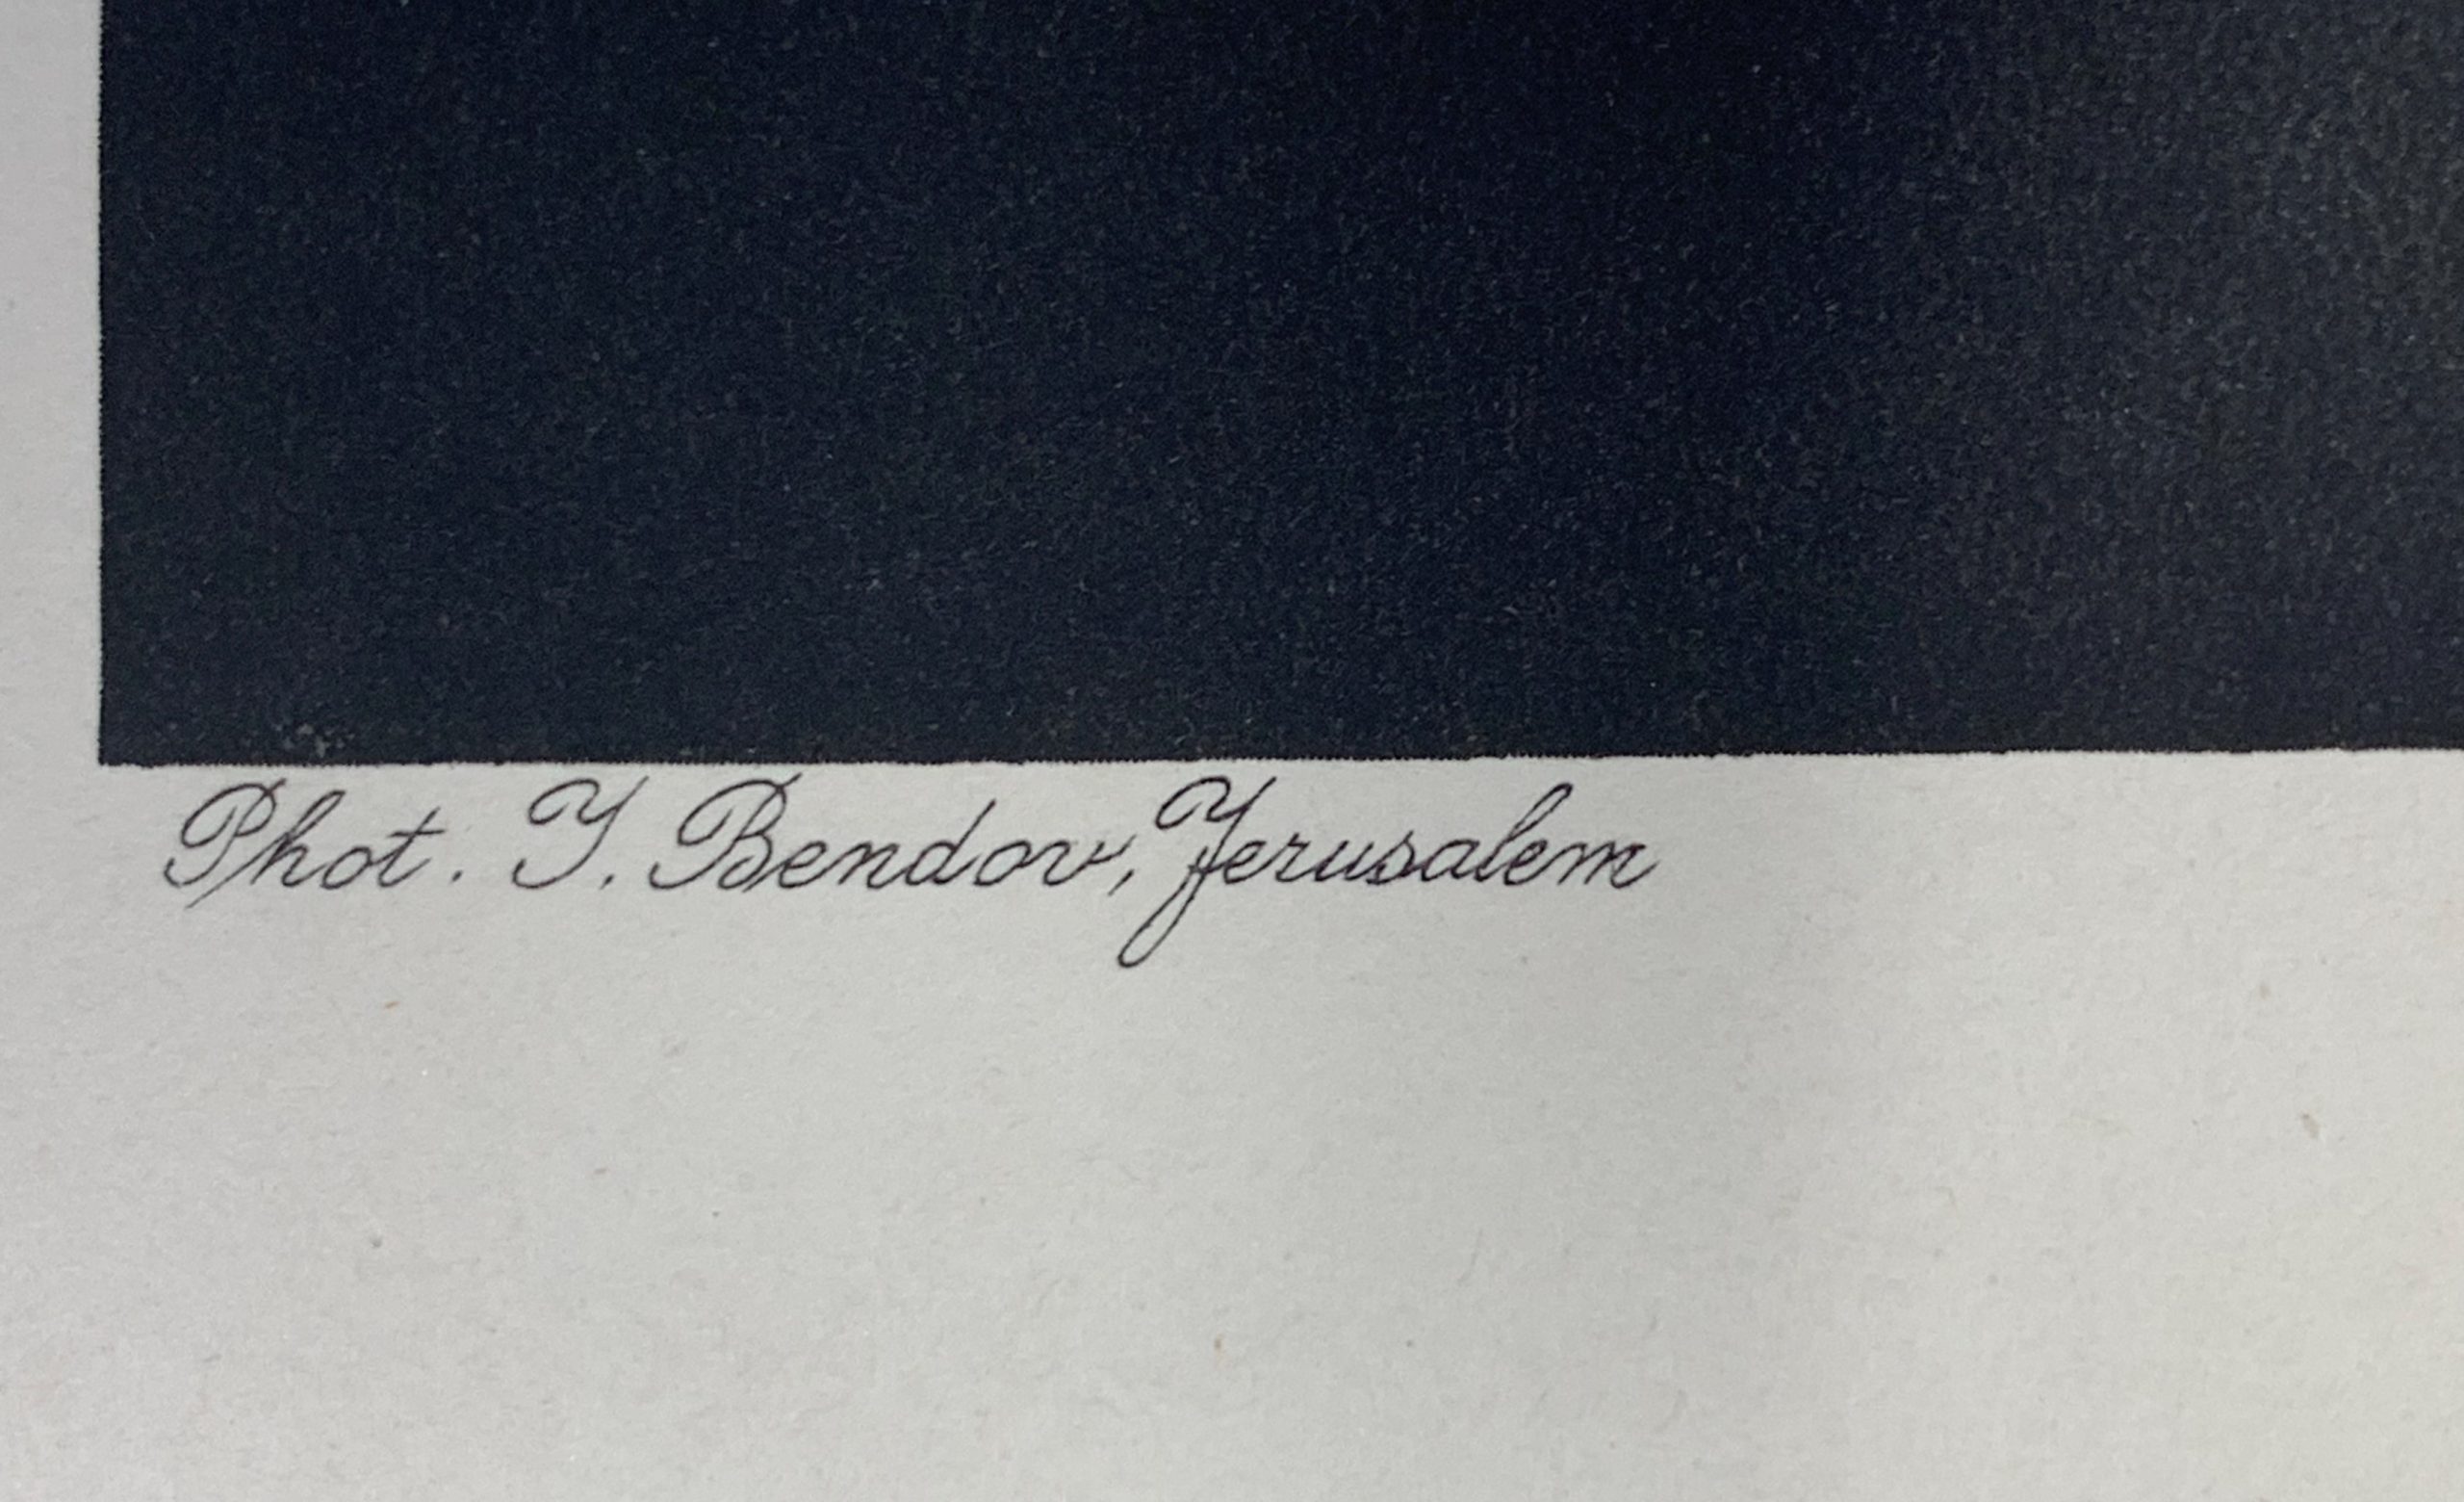 Phot. I. Bendov, Jerusalem